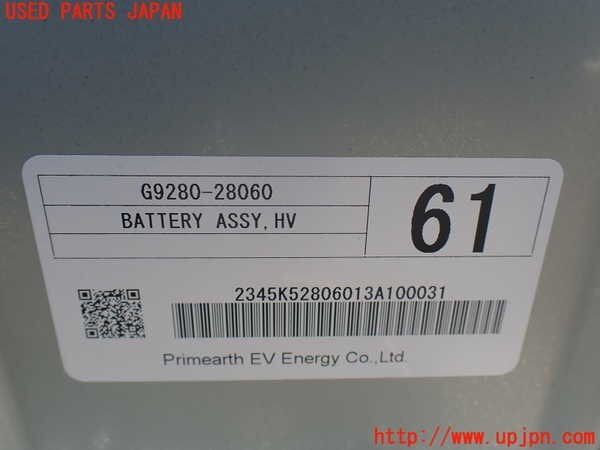 USED PARTS JAPAN
G9280-28060
BATTERY ASSY,HV
61
2345K52806013A100031
Primearth EV Energy Co.,Ltd.
http://www.upjpn.com/